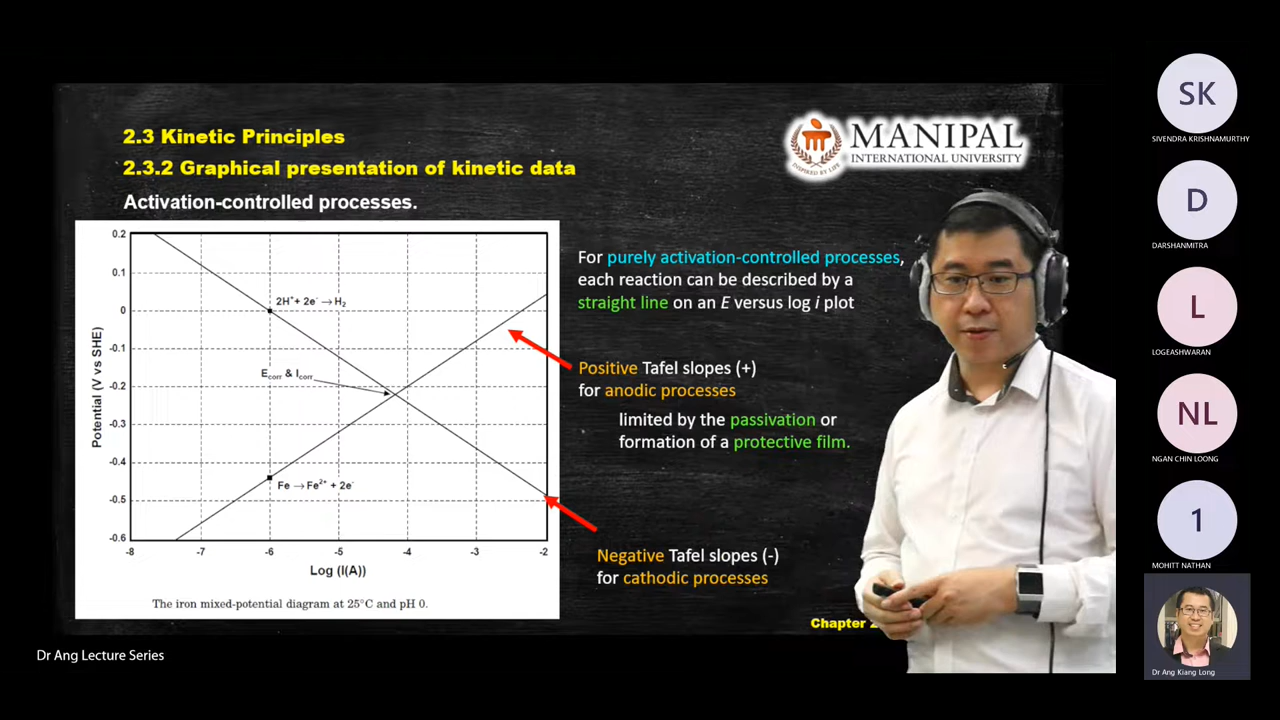 2.3 Kinetic Principles
2.3.2 Graphical presentation of kinetic data
Activation-controlled processes.
MANIPAL
INTERNATIONAL UNIVERSITY
INSPIRED BY LIFE
For purely activation-controlled processes,
each reaction can be described by a
straight line on an E versus log i plot
Positive Tafel slopes (+)
for anodic processes
limited by the passivation or
formation of a protective film.
Negative Tafel slopes (-)
for cathodic processes
Potential (V vs SHE)
0.2
0.1
0
-0.1
-0.2
-0.3
-0.4
-0.5
-0.6
2H⁺+ 2e⁻ → H₂
E_corr & I_corr
Fe → Fe²⁺ + 2e⁻
-8 -7 -6 -5 -4 -3 -2
Log (I(A))
The iron mixed-potential diagram at 25°C and pH 0.
Chapter 2
Dr Ang Lecture Series
SK
SIVENDRA KRISHNAMURTHY
D
DARSHANMITRA
L
LOGEASHWARAN
NL
NGAN CHIN LOONG
1
MOHITT NATHAN
Dr Ang Kiang Long